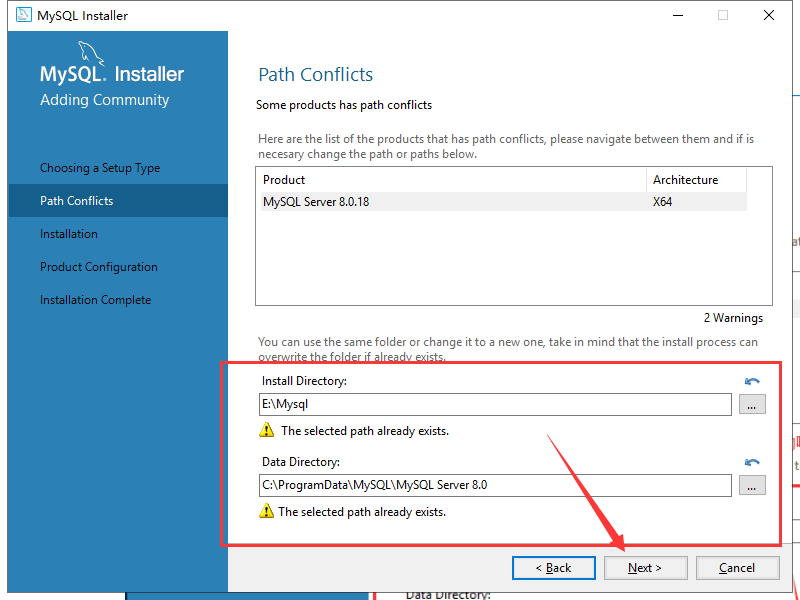 MySQL Installer
MySQL. Installer
Adding Community
Choosing a Setup Type
Path Conflicts
Installation
Product Configuration
Installation Complete
Path Conflicts
Some products has path conflicts
Here are the list of the products that has path conflicts, please navigate between them and if is
necesary change the path or paths below.
Product Architecture
MySQL Server 8.0.18 X64
2 Warnings
You can use the same folder or change it to a new one, take in mind that the install process can
overwrite the folder if already exists.
Install Directory:
E:\Mysql
...
The selected path already exists.
Data Directory:
C:\ProgramData\MySQL\MySQL Server 8.0
...
The selected path already exists.
< Back Next > Cancel
Data Directory: